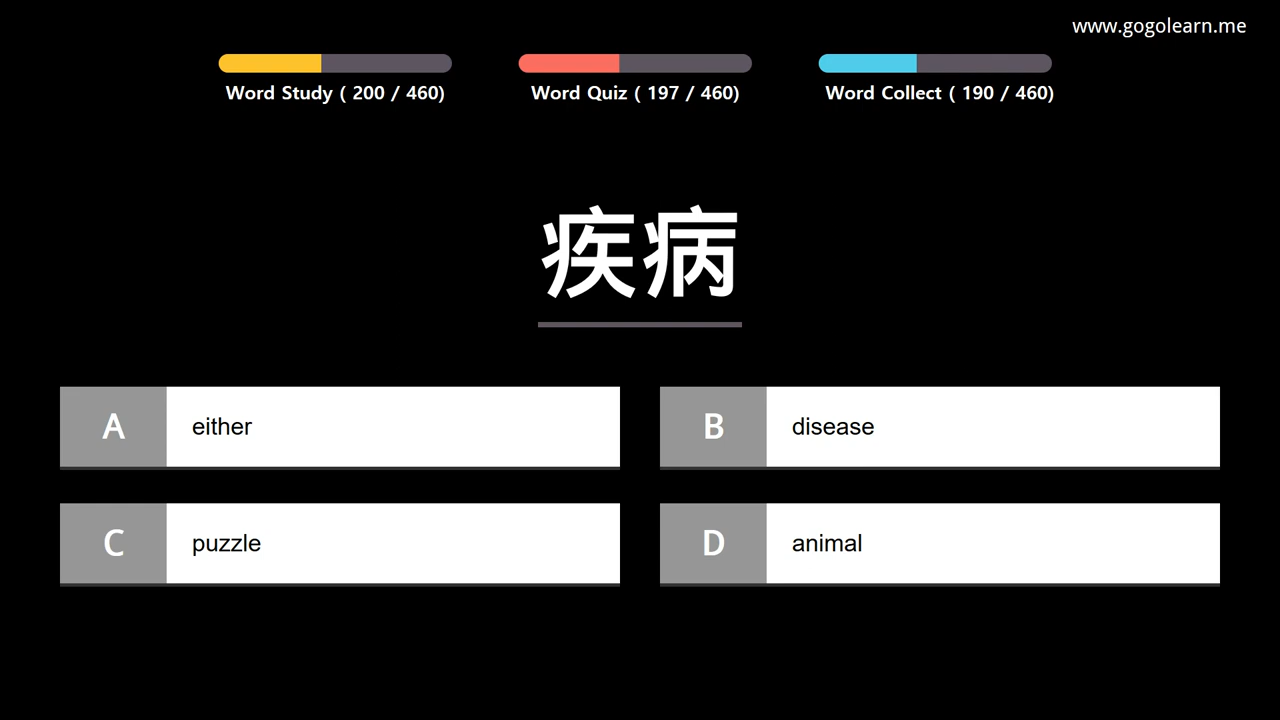 www.gogolearn.me
Word Study ( 200 / 460)
Word Quiz ( 197 / 460)
Word Collect ( 190 / 460)
疾病
A either
B disease
C puzzle
D animal